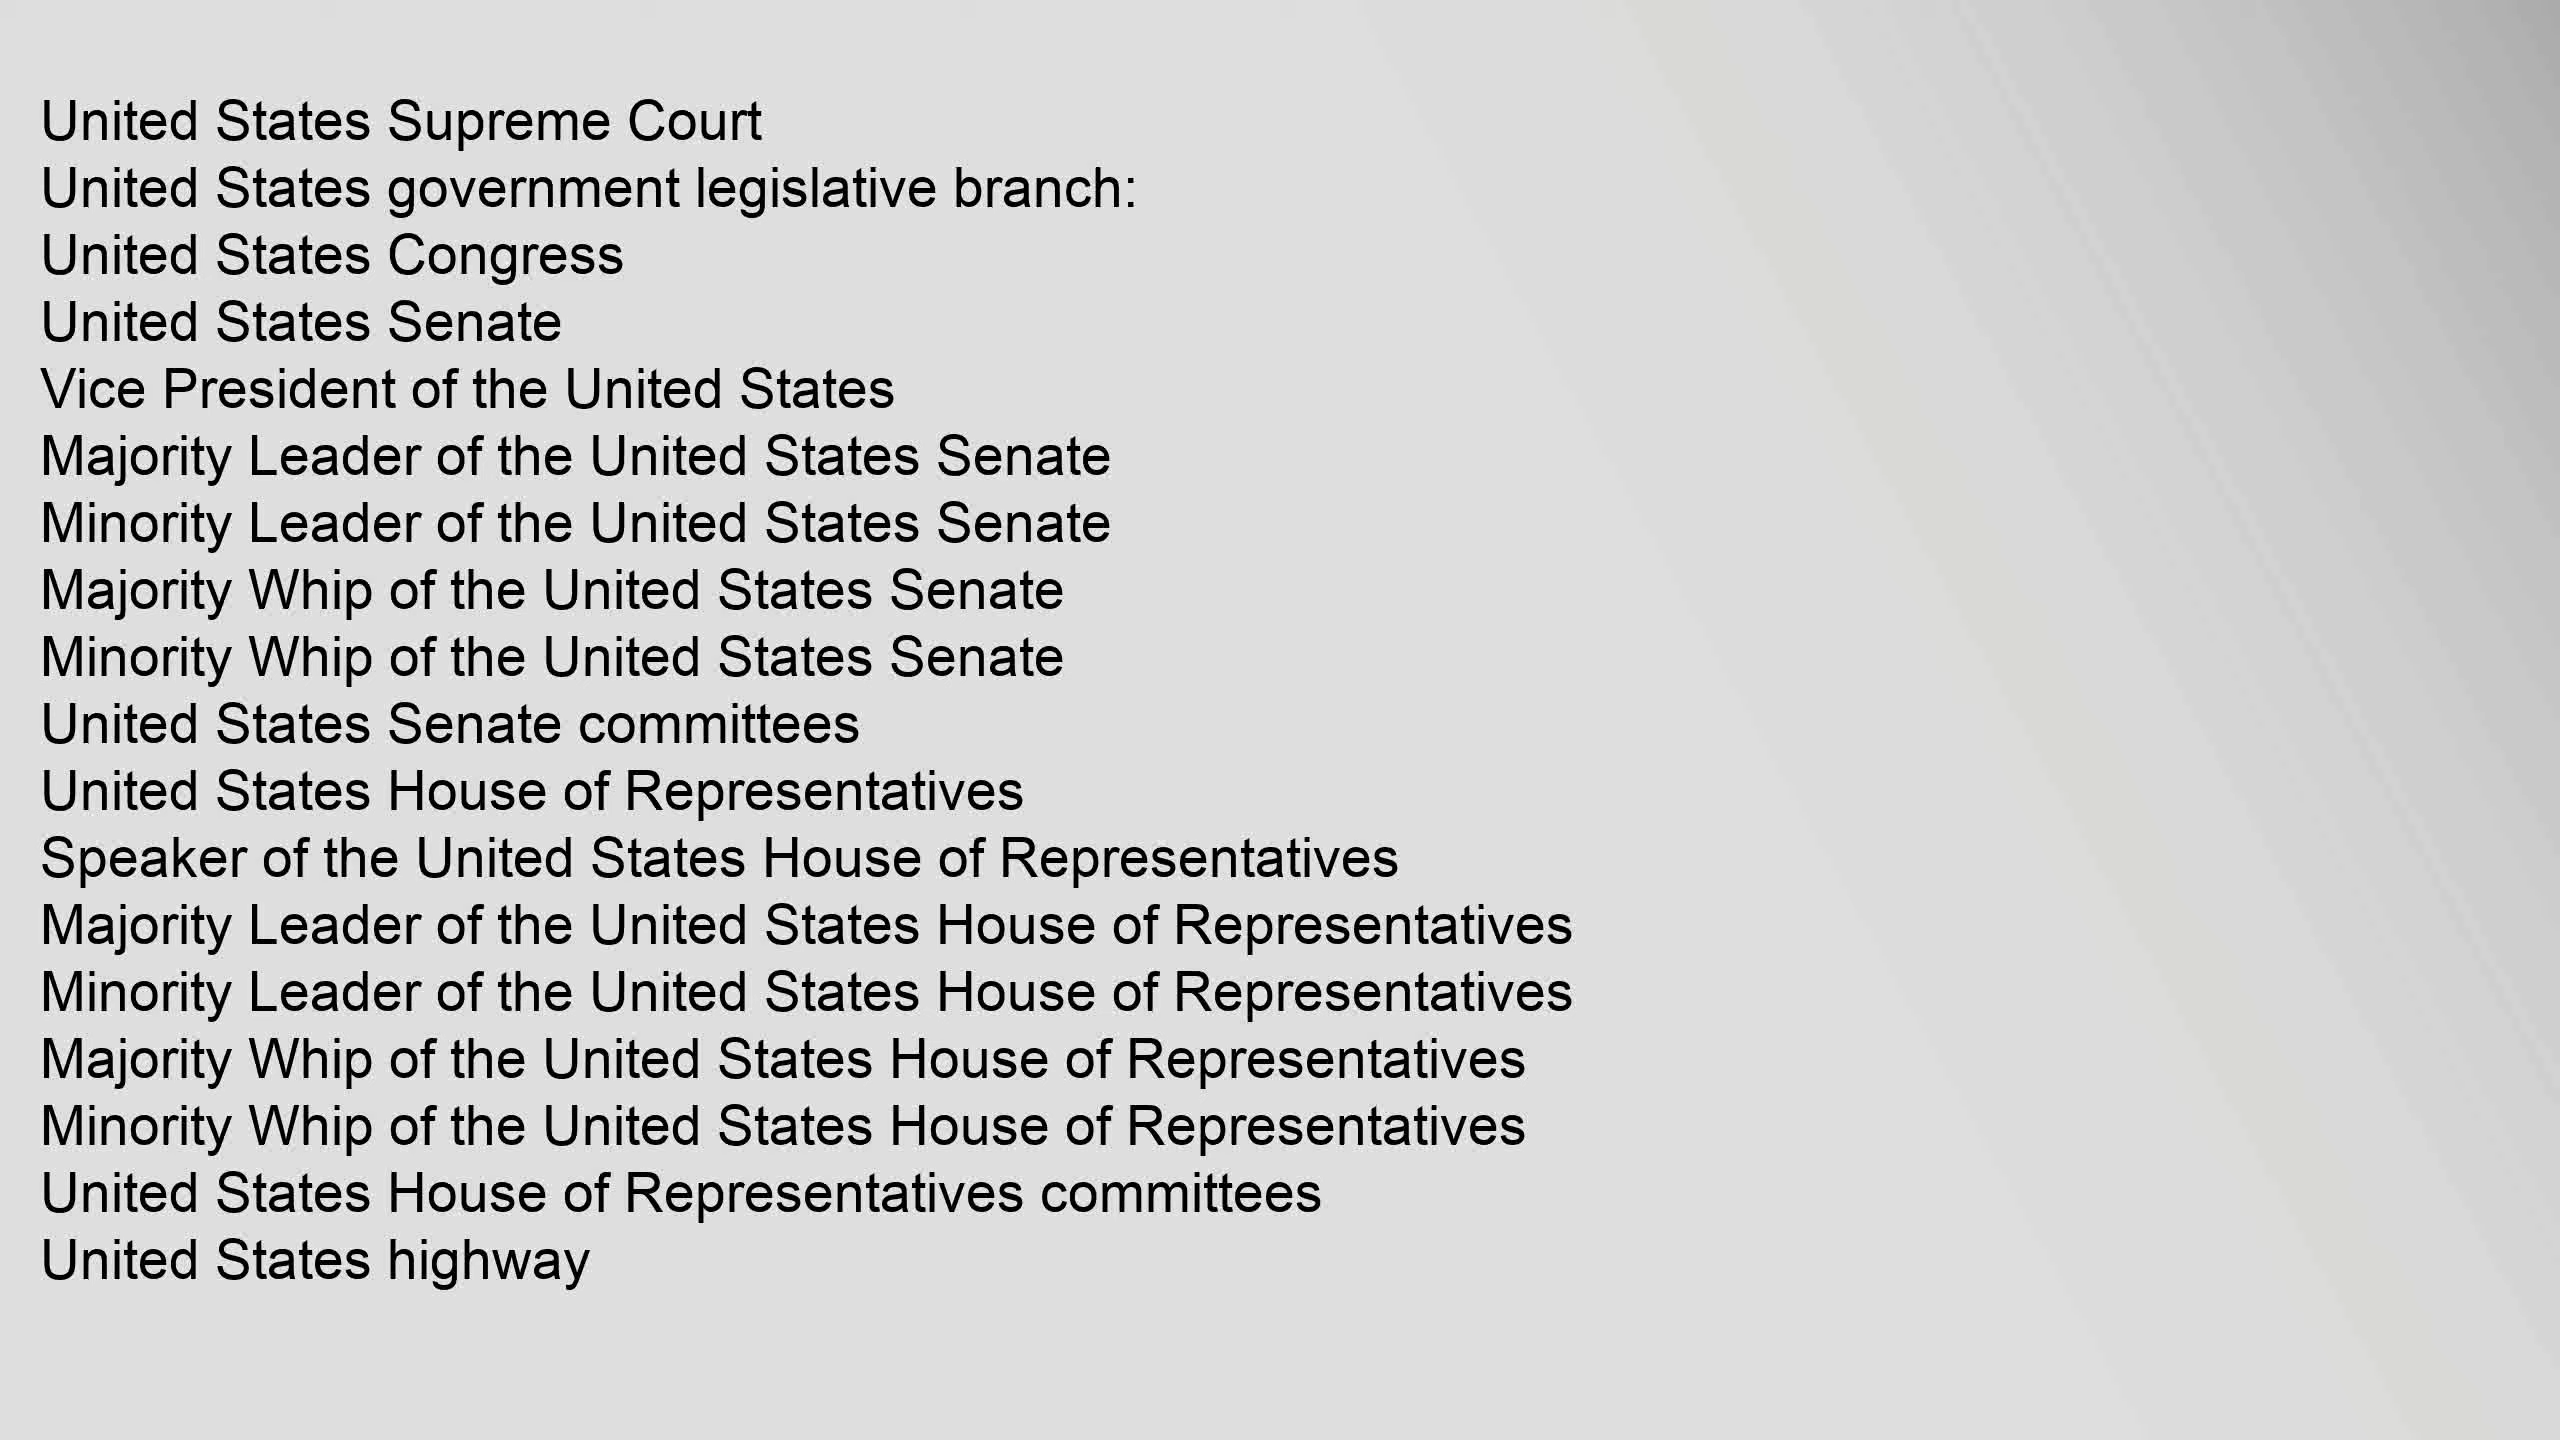 United States Supreme Court
United States government legislative branch:
United States Congress
United States Senate
Vice President of the United States
Majority Leader of the United States Senate
Minority Leader of the United States Senate
Majority Whip of the United States Senate
Minority Whip of the United States Senate
United States Senate committees
United States House of Representatives
Speaker of the United States House of Representatives
Majority Leader of the United States House of Representatives
Minority Leader of the United States House of Representatives
Majority Whip of the United States House of Representatives
Minority Whip of the United States House of Representatives
United States House of Representatives committees
United States highway